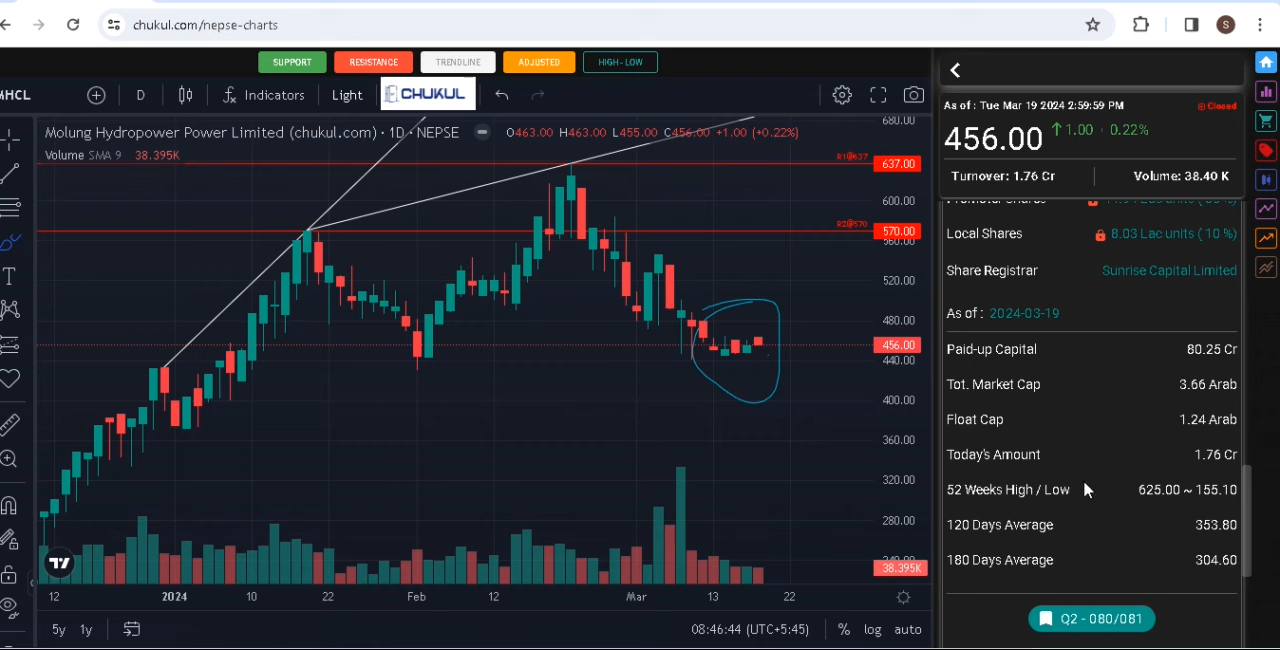 chukul.com/nepse-charts
S
SUPPORT RESISTANCE TRENDLINE ADJUSTED HIGH-LOW
MHCL D Indicators Light CHUKUL
Molung Hydropower Power Limited (chukul.com) · 1D · NEPSE O463.00 H463.00 L455.00 C456.00 +1.00 (+0.22%)
Volume SMA 9 38.395K
680.00
R1@637 637.00
600.00
R2@570 570.00
560.00
520.00
480.00
456.00
440.00
400.00
360.00
320.00
280.00
240.00
38.395K
12 2024 10 22 Feb 12 Mar 13 22
5y 1y 08:46:44 (UTC+5:45) % log auto
As of : Tue Mar 19 2024 2:59:59 PM Closed
456.00 ↑1.00 0.22%
Turnover: 1.76 Cr Volume: 38.40 K
Local Shares 8.03 Lac units ( 10 %)
Share Registrar Sunrise Capital Limited
As of : 2024-03-19
Paid-up Capital 80.25 Cr
Tot. Market Cap 3.66 Arab
Float Cap 1.24 Arab
Today's Amount 1.76 Cr
52 Weeks High / Low 625.00 ~ 155.10
120 Days Average 353.80
180 Days Average 304.60
Q2 - 080/081